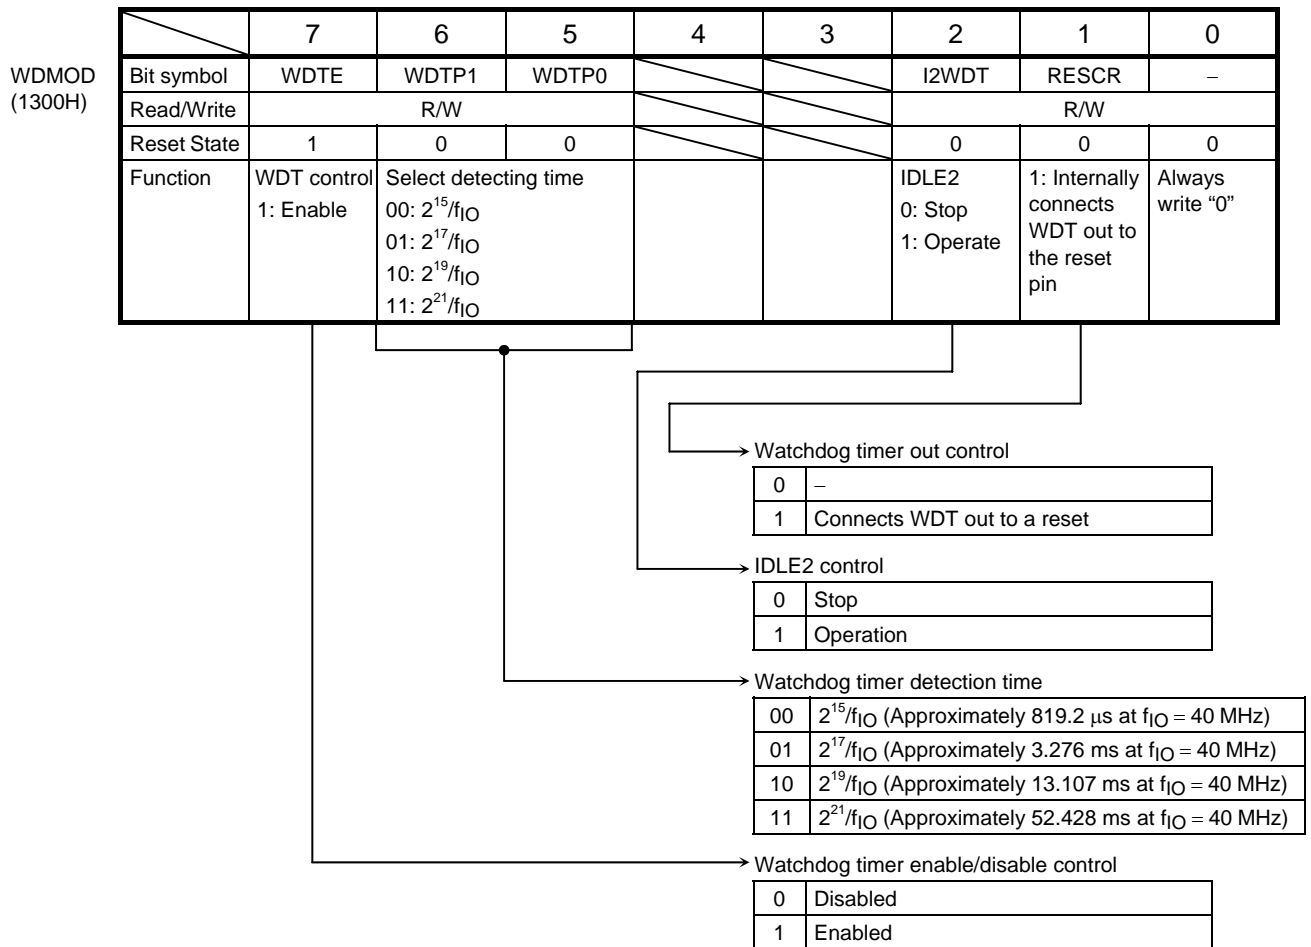 7 6 5 4 3 2 1 0
WDMOD
(1300H)
Bit symbol WDTE WDTP1 WDTP0 I2WDT RESCR –
Read/Write R/W R/W
Reset State 1 0 0 0 0 0
Function
WDT control
1: Enable
Select detecting time
00: 2^15/fIO
01: 2^17/fIO
10: 2^19/fIO
11: 2^21/fIO
IDLE2
0: Stop
1: Operate
1: Internally
connects
WDT out to
the reset
pin
Always
write “0”
Watchdog timer out control
0 –
1 Connects WDT out to a reset
IDLE2 control
0 Stop
1 Operation
Watchdog timer detection time
00 2^15/fIO (Approximately 819.2 μs at fIO = 40 MHz)
01 2^17/fIO (Approximately 3.276 ms at fIO = 40 MHz)
10 2^19/fIO (Approximately 13.107 ms at fIO = 40 MHz)
11 2^21/fIO (Approximately 52.428 ms at fIO = 40 MHz)
Watchdog timer enable/disable control
0 Disabled
1 Enabled